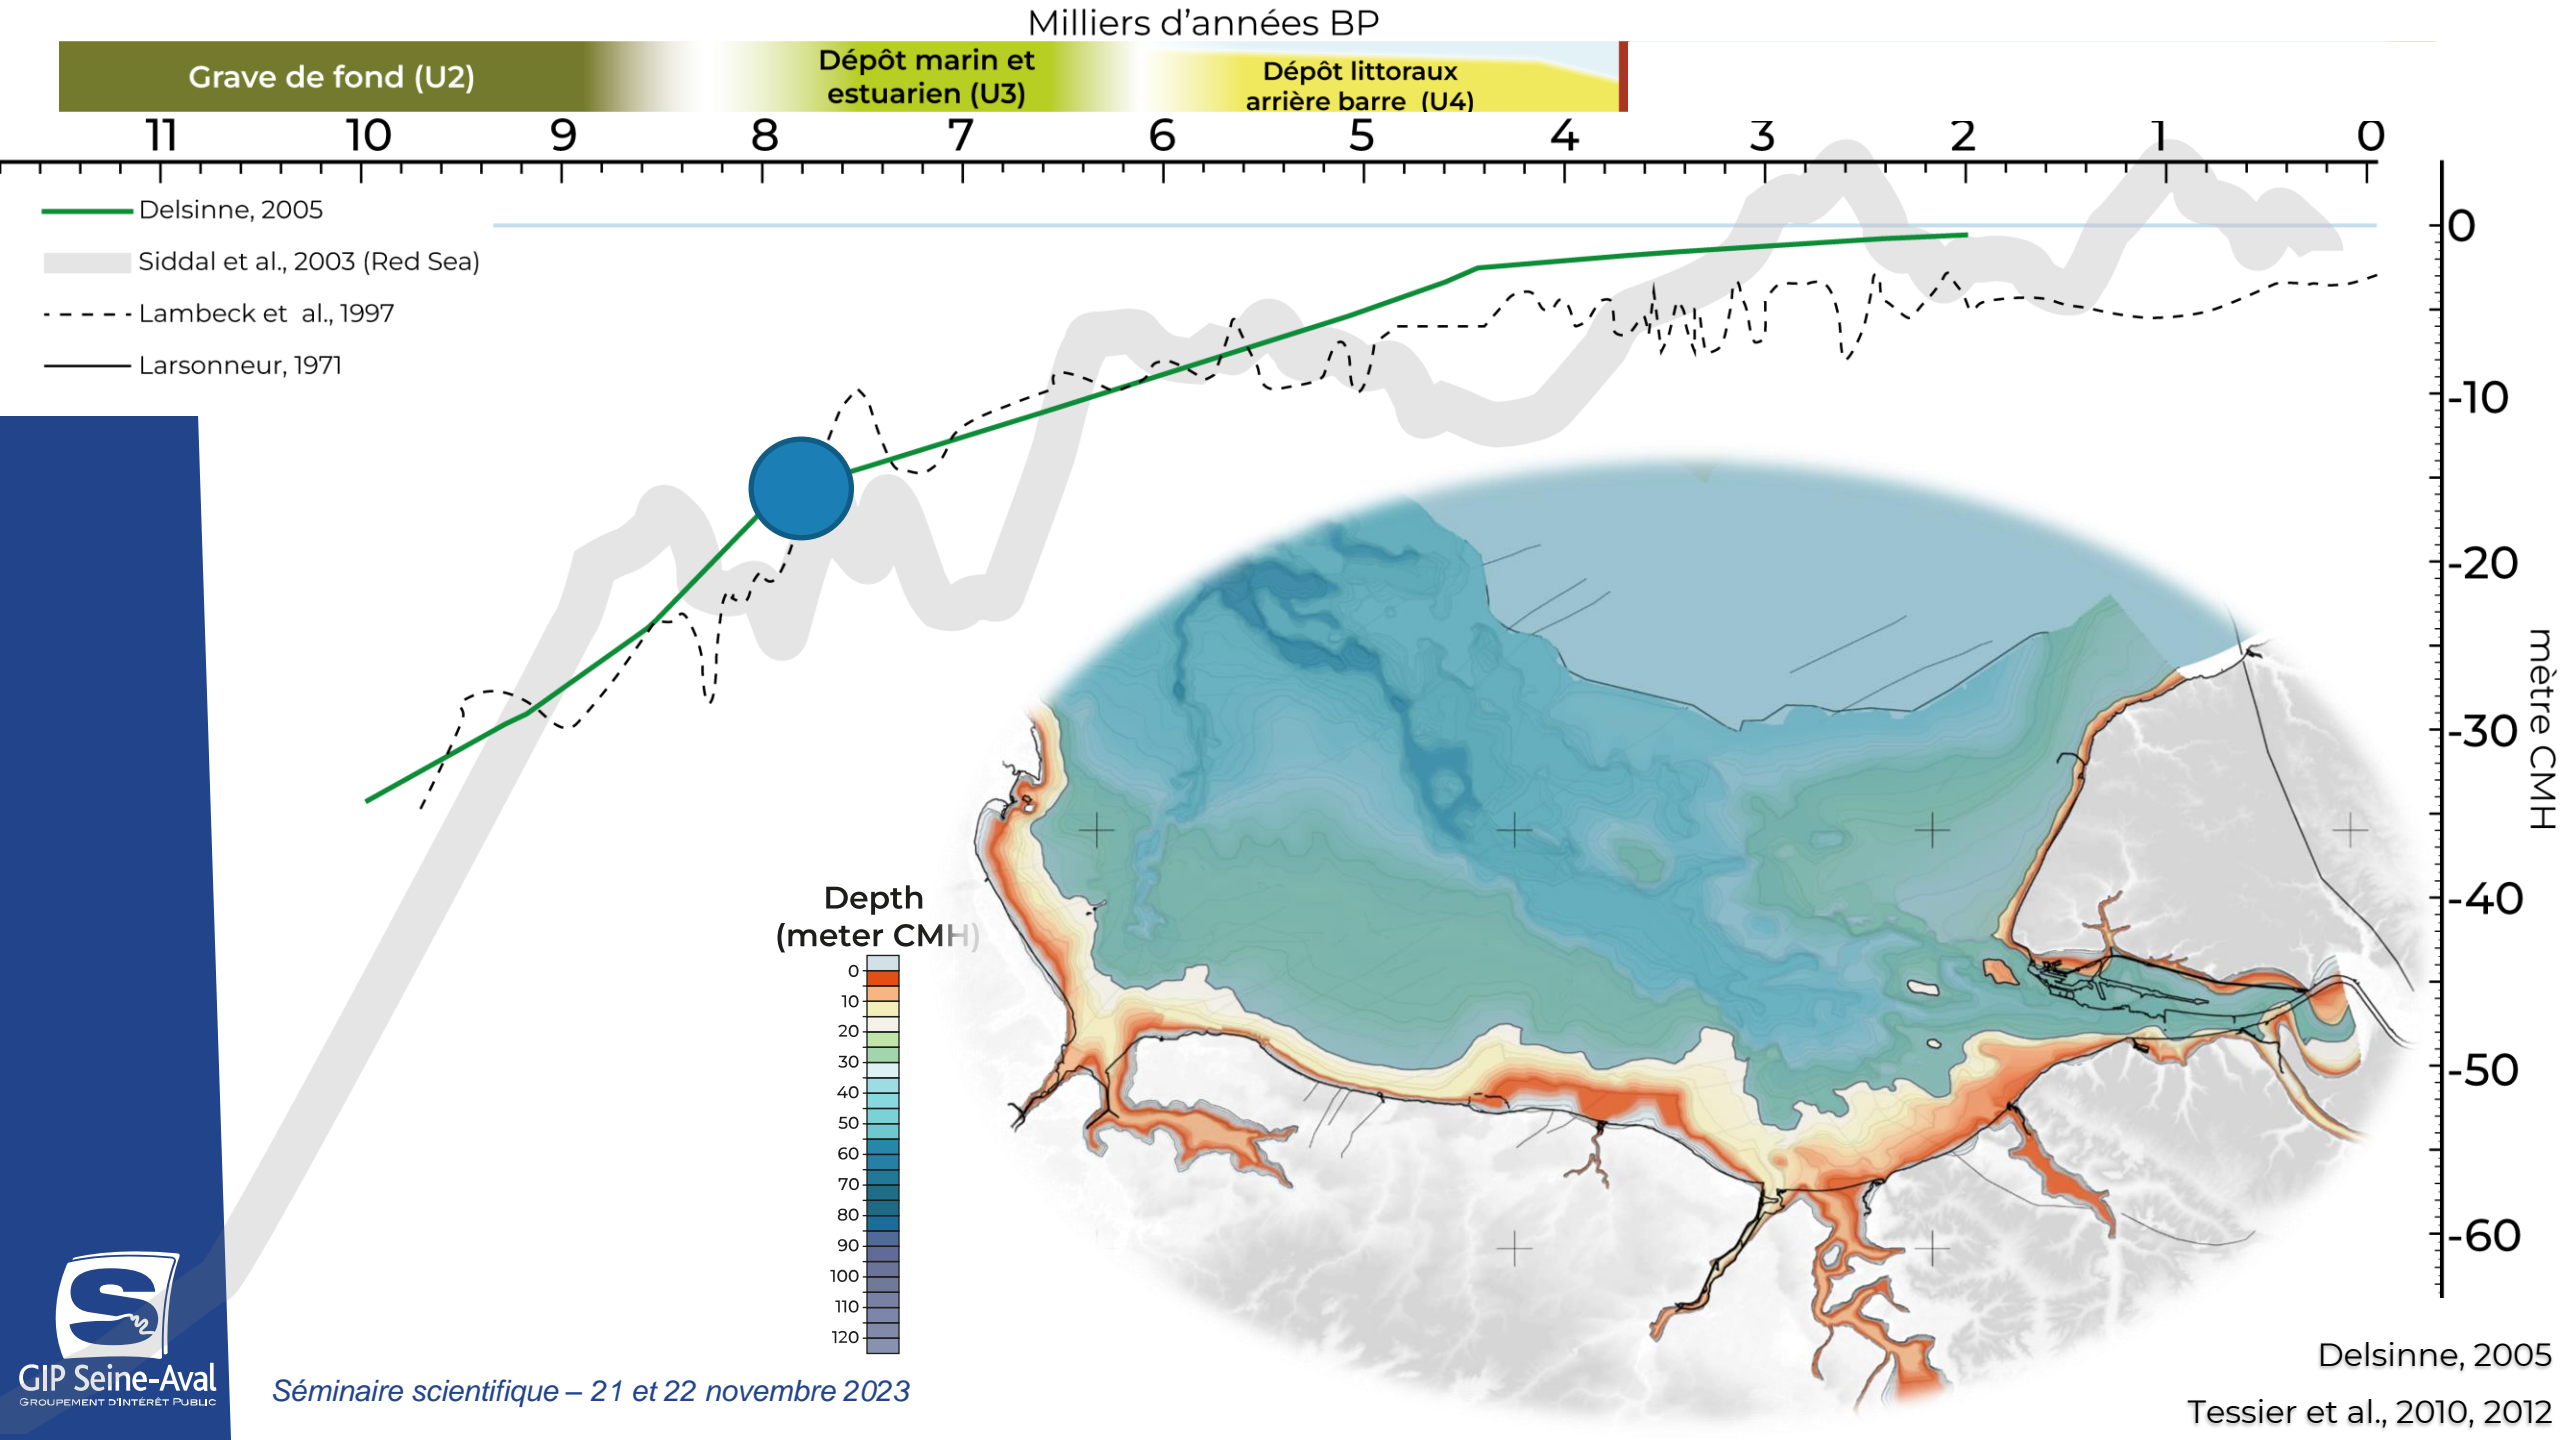 Milliers d'années BP
Grave de fond (U2)
Dépôt marin et
estuarien (U3)
Dépôt littoraux
arrière barre (U4)
11 10 9 8 7 6 5 4 3 2 1 0
Delsinne, 2005
Siddal et al., 2003 (Red Sea)
Lambeck et al., 1997
Larsonneur, 1971
0
-10
-20
-30
-40
-50
-60
mètre CMH
Depth
(meter CMH)
0
10
20
30
40
50
60
70
80
90
100
110
120
S
GIP Seine-Aval
GROUPEMENT D'INTÉRÊT PUBLIC
Séminaire scientifique – 21 et 22 novembre 2023
Delsinne, 2005
Tessier et al., 2010, 2012